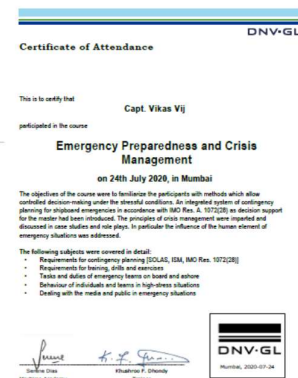 DNV·GL
Certificate of Attendance
This is to certify that
Capt. Vikas Vij
participated in the course
Emergency Preparedness and Crisis
Management
on 24th July 2020, in Mumbai
The objectives of the course were to familiarize the participants with methods which allow
controlled decision-making under the stressful conditions. An integrated system of contingency
planning for shipboard emergencies in accordance with IMO Res. A. 1072(28) as decision support
for the master had been introduced. The principles of crisis management were imparted and
discussed in case studies and role plays. In particular the influence of the human element of
emergency situations was addressed.
The following subjects were covered in detail:
• Requirements for contingency planning [SOLAS, ISM, IMO Res. 1072(28)]
• Requirements for training, drills and exercises
• Tasks and duties of emergency teams on board and ashore
• Behaviour of individuals and teams in high-stress situations
• Dealing with the media and public in emergency situations
Khushroo F. Dhondy
DNV·GL
Mumbai, 2020-07-24